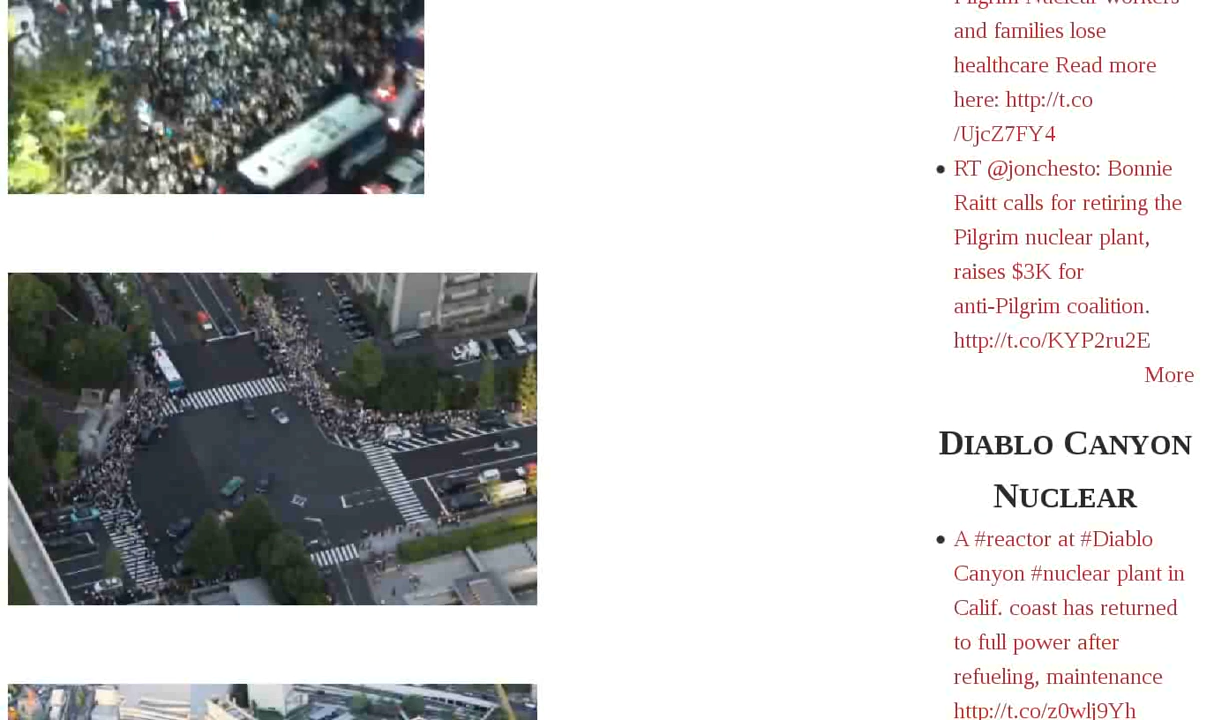 and families lose
healthcare Read more
here: http://t.co
/UjcZ7FY4
RT @jonchesto: Bonnie
Raitt calls for retiring the
Pilgrim nuclear plant,
raises $3K for
anti-Pilgrim coalition.
http://t.co/KYP2ru2E
More
Diablo Canyon
Nuclear
A #reactor at #Diablo
Canyon #nuclear plant in
Calif. coast has returned
to full power after
refueling, maintenance
http://t.co/z0wlj9Yh